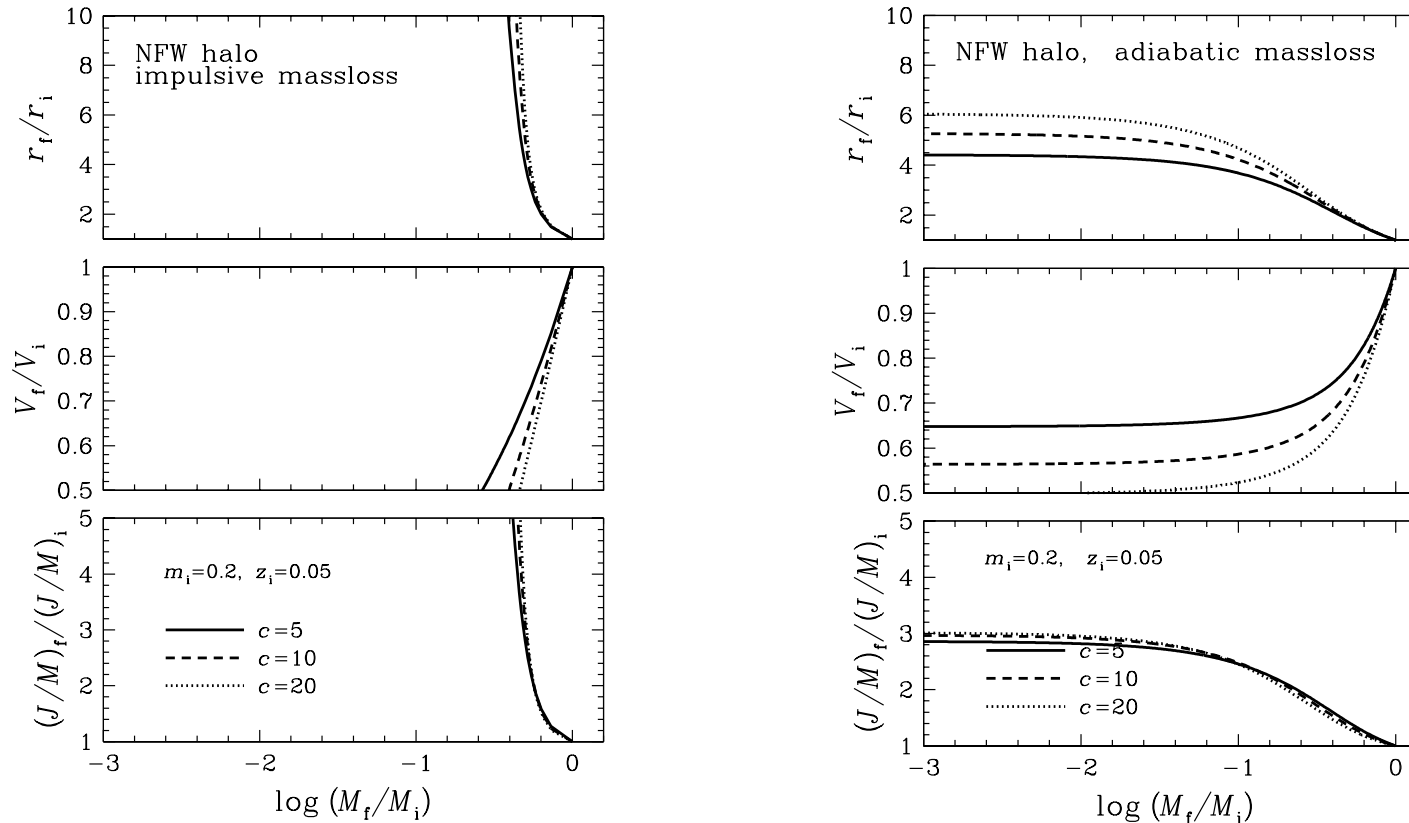 10
8
6
4
2
r_f/r_i
NFW halo
impulsive massloss
1
0.9
0.8
0.7
0.6
0.5
V_f/V_i
5
4
3
2
1
(J/M)_f/(J/M)_i
m_i=0.2, z_i=0.05
c=5
c=10
c=20
−3 −2 −1 0
log (M_f/M_i)
10
8
6
4
2
r_f/r_i
NFW halo, adiabatic massloss
1
0.9
0.8
0.7
0.6
0.5
V_f/V_i
5
4
3
2
1
(J/M)_f/(J/M)_i
m_i=0.2, z_i=0.05
c=5
c=10
c=20
−3 −2 −1 0
log (M_f/M_i)